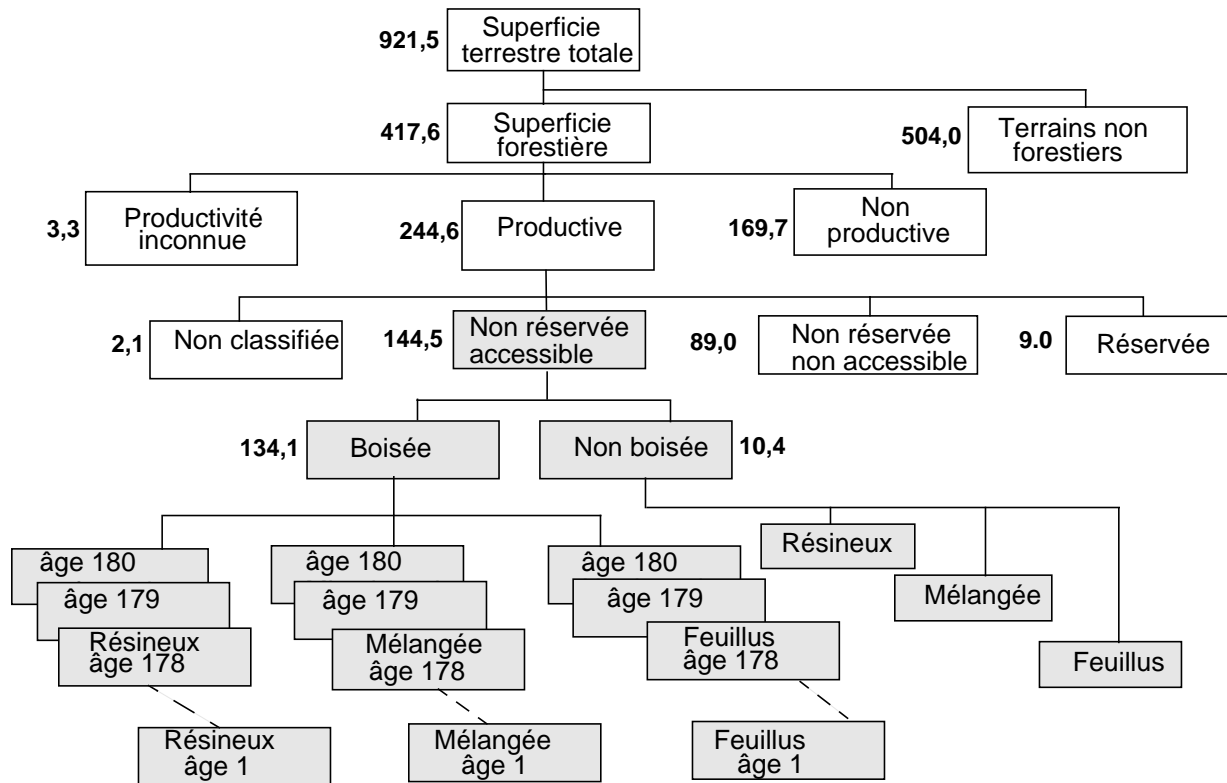 921,5
Superficie
terrestre totale
417,6
Superficie
forestière
504,0
Terrains non
forestiers
3,3
Productivité
inconnue
244,6
Productive
169,7
Non
productive
2,1
Non classifiée
144,5
Non réservée
accessible
89,0
Non réservée
non accessible
9.0
Réservée
134,1
Boisée
Non boisée
10,4
âge 180
âge 179
Résineux
âge 178
Résineux
âge 1
âge 180
âge 179
Mélangée
âge 178
Mélangée
âge 1
âge 180
âge 179
Feuillus
âge 178
Feuillus
âge 1
Résineux
Mélangée
Feuillus